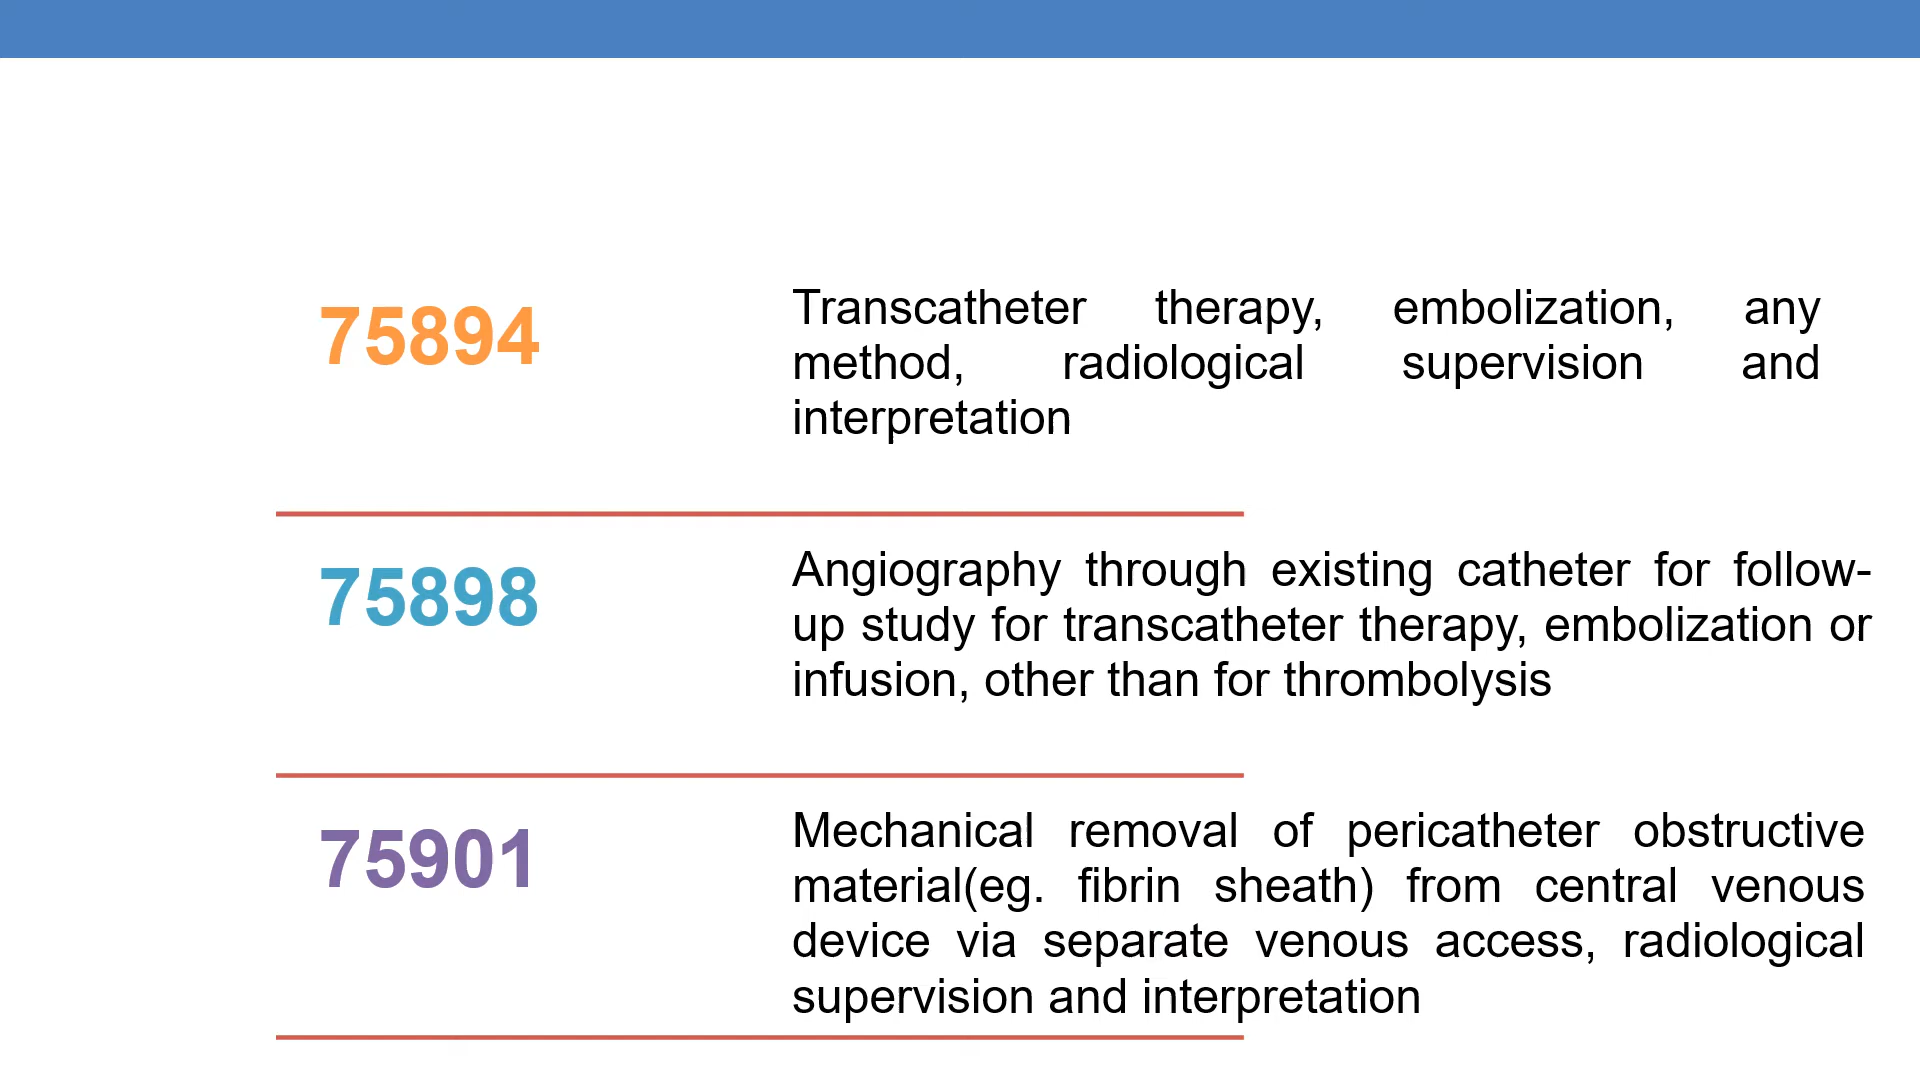 75894
Transcatheter therapy, embolization, any
method, radiological supervision and
interpretation
75898
Angiography through existing catheter for follow-
up study for transcatheter therapy, embolization or
infusion, other than for thrombolysis
75901
Mechanical removal of pericatheter obstructive
material(eg. fibrin sheath) from central venous
device via separate venous access, radiological
supervision and interpretation